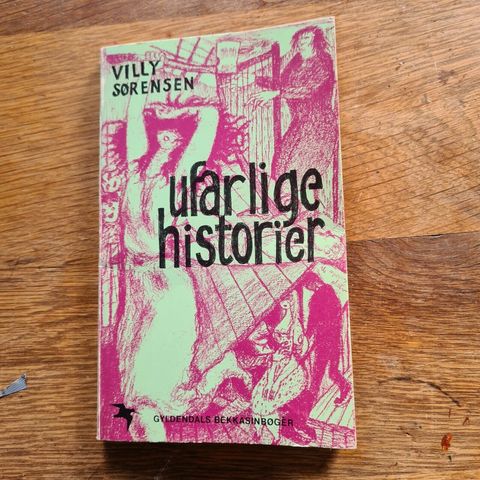 VILLY
SØRENSEN
ufarlige
historier
GYLDENDALS BEKKASINBØGER